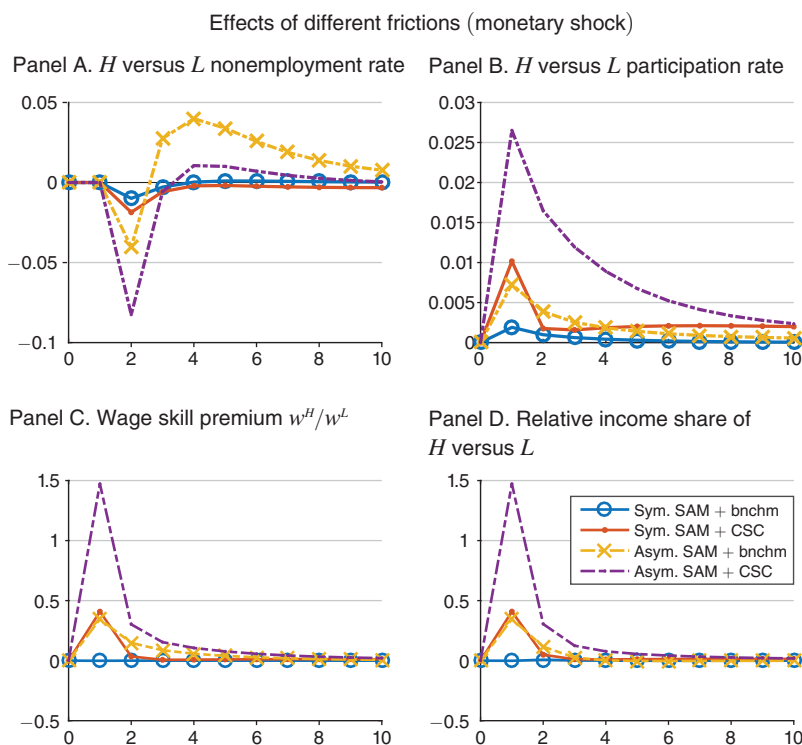 Effects of different frictions (monetary shock)
Panel A. H versus L nonemployment rate
0.05
0
−0.05
−0.1
0 2 4 6 8 10
Panel B. H versus L participation rate
0.03
0.025
0.02
0.015
0.01
0.005
0
0 2 4 6 8 10
Panel C. Wage skill premium w^H/w^L
1.5
1
0.5
0
−0.5
0 2 4 6 8 10
Panel D. Relative income share of
H versus L
1.5
1
0.5
0
−0.5
0 2 4 6 8 10
Sym. SAM + bnchm
Sym. SAM + CSC
Asym. SAM + bnchm
Asym. SAM + CSC